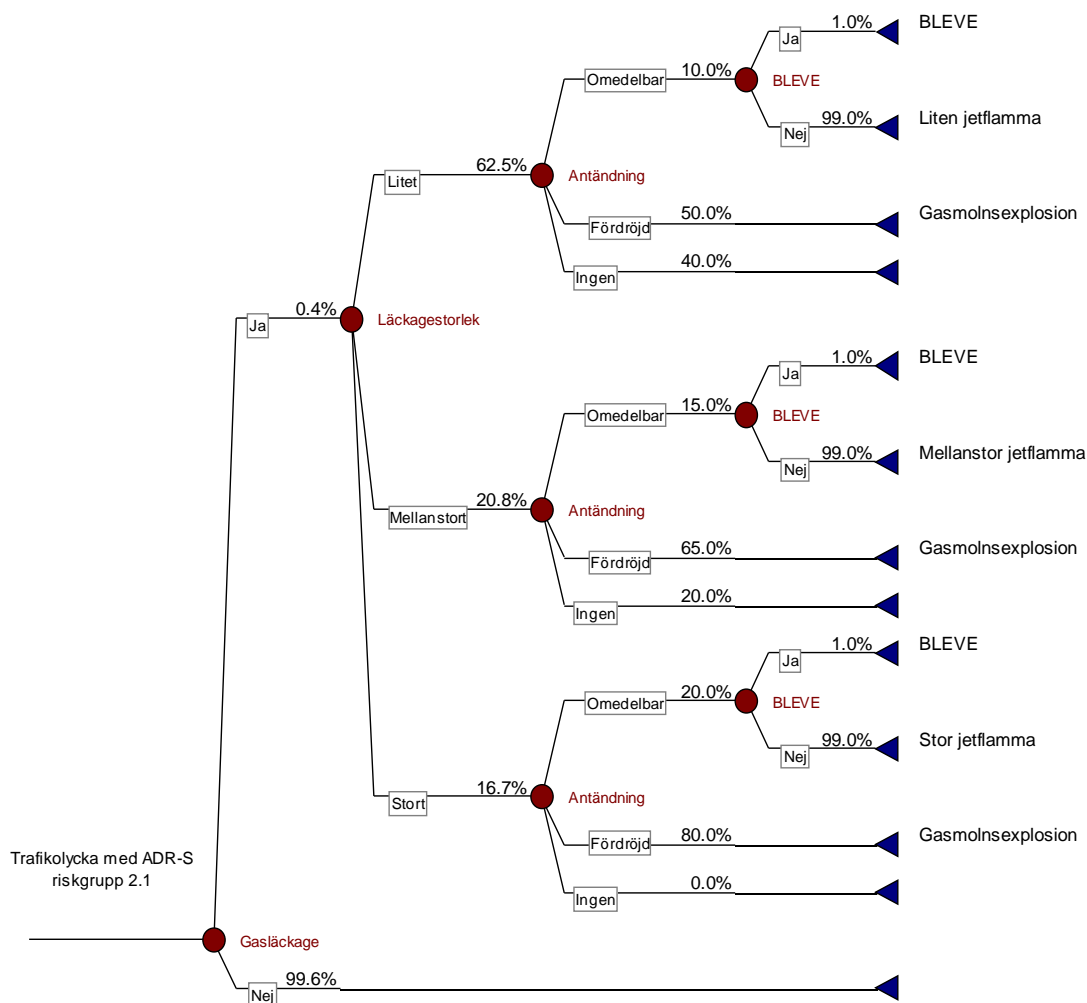 1.0%
BLEVE
Ja
Omedelbar
10.0%
BLEVE
99.0%
Liten jetflamma
Nej
62.5%
Litet
Antändning
50.0%
Gasmolnsexplosion
Fördröjd
40.0%
Ingen
0.4%
Ja
Läckagestorlek
1.0%
BLEVE
Ja
Omedelbar
15.0%
BLEVE
99.0%
Mellanstor jetflamma
Nej
20.8%
Mellanstort
Antändning
65.0%
Gasmolnsexplosion
Fördröjd
20.0%
Ingen
1.0%
BLEVE
Ja
Omedelbar
20.0%
BLEVE
99.0%
Stor jetflamma
Nej
16.7%
Stort
Antändning
80.0%
Gasmolnsexplosion
Fördröjd
0.0%
Ingen
Trafikolycka med ADR-S
riskgrupp 2.1
Gasläckage
99.6%
Nej